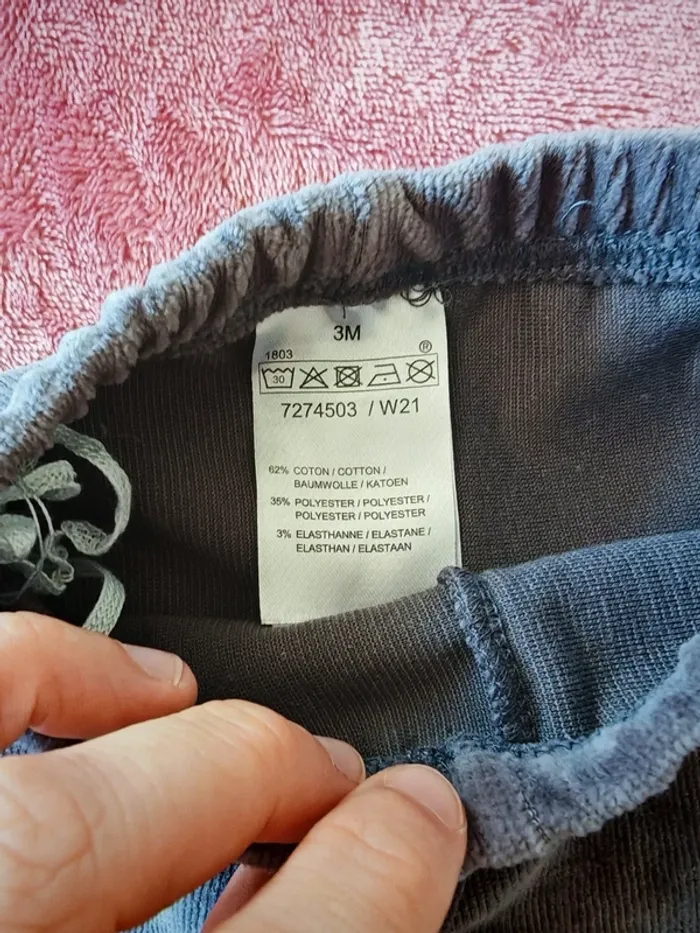 3M
1803
®
30
7274503 / W21
62% COTON / COTTON /
BAUMWOLLE / KATOEN
35% POLYESTER / POLYESTER /
POLYESTER / POLYESTER
3% ELASTHANNE / ELASTANE /
ELASTHAN / ELASTAAN